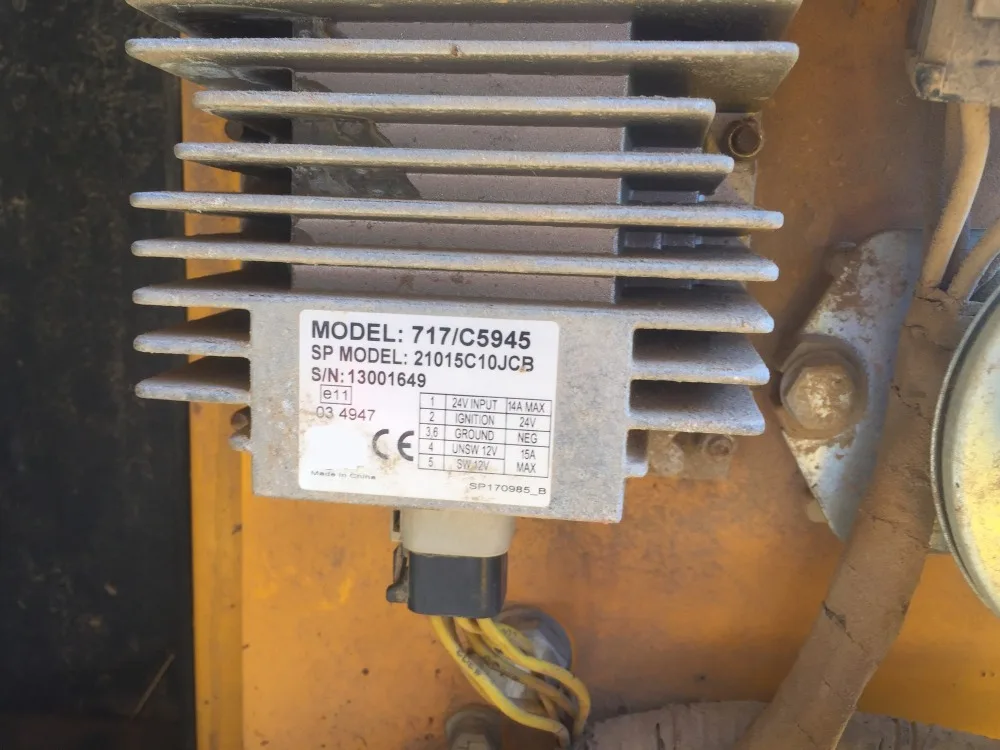 MODEL: 717/C5945
SP MODEL: 21015C10JCB
S/N:13001649
e11
03 4947
CE
1 24V INPUT 14A MAX
2 IGNITION 24V
3,6 GROUND NEG
4 UNSW 12V 15A
5 SW 12V MAX
Made in China
SP170985_B